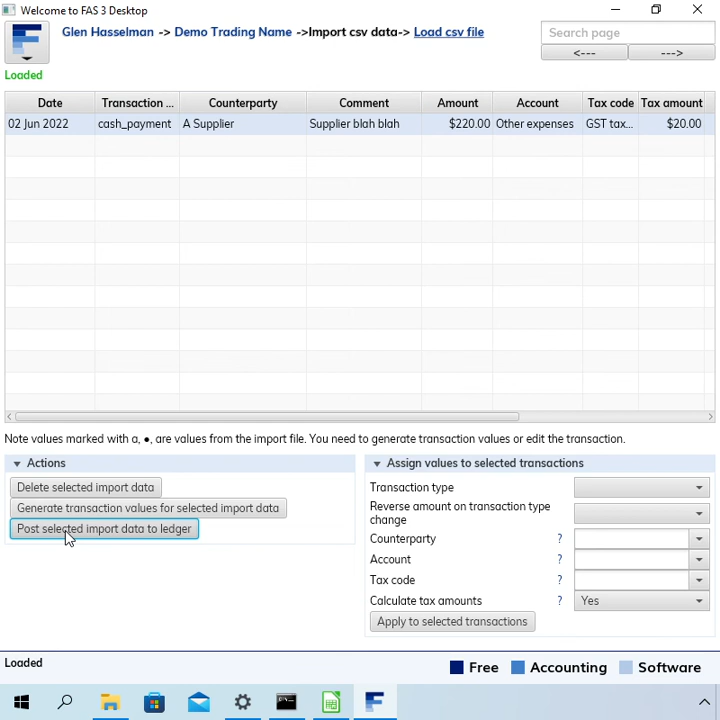 Welcome to FAS 3 Desktop
Glen Hasselman -> Demo Trading Name ->Import csv data-> Load csv file
Search page
<---
--->
Loaded
Date Transaction ... Counterparty Comment Amount Account Tax code Tax amount
02 Jun 2022 cash_payment A Supplier Supplier blah blah $220.00 Other expenses GST tax... $20.00
Note values marked with a, ●, are values from the import file. You need to generate transaction values or edit the transaction.
Actions
Delete selected import data
Generate transaction values for selected import data
Post selected import data to ledger
Assign values to selected transactions
Transaction type
Reverse amount on transaction type
change
Counterparty ?
Account ?
Tax code ?
Calculate tax amounts ? Yes
Apply to selected transactions
Loaded
Free Accounting Software